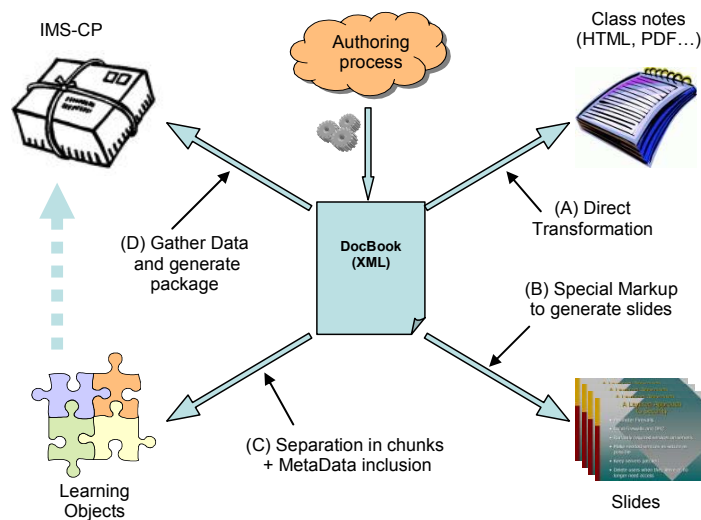 IMS-CP
Authoring
process
Class notes
(HTML, PDF…)
(A) Direct
Transformation
DocBook
(XML)
(D) Gather Data
and generate
package
(B) Special Markup
to generate slides
(C) Separation in chunks
+ MetaData inclusion
Learning
Objects
Slides